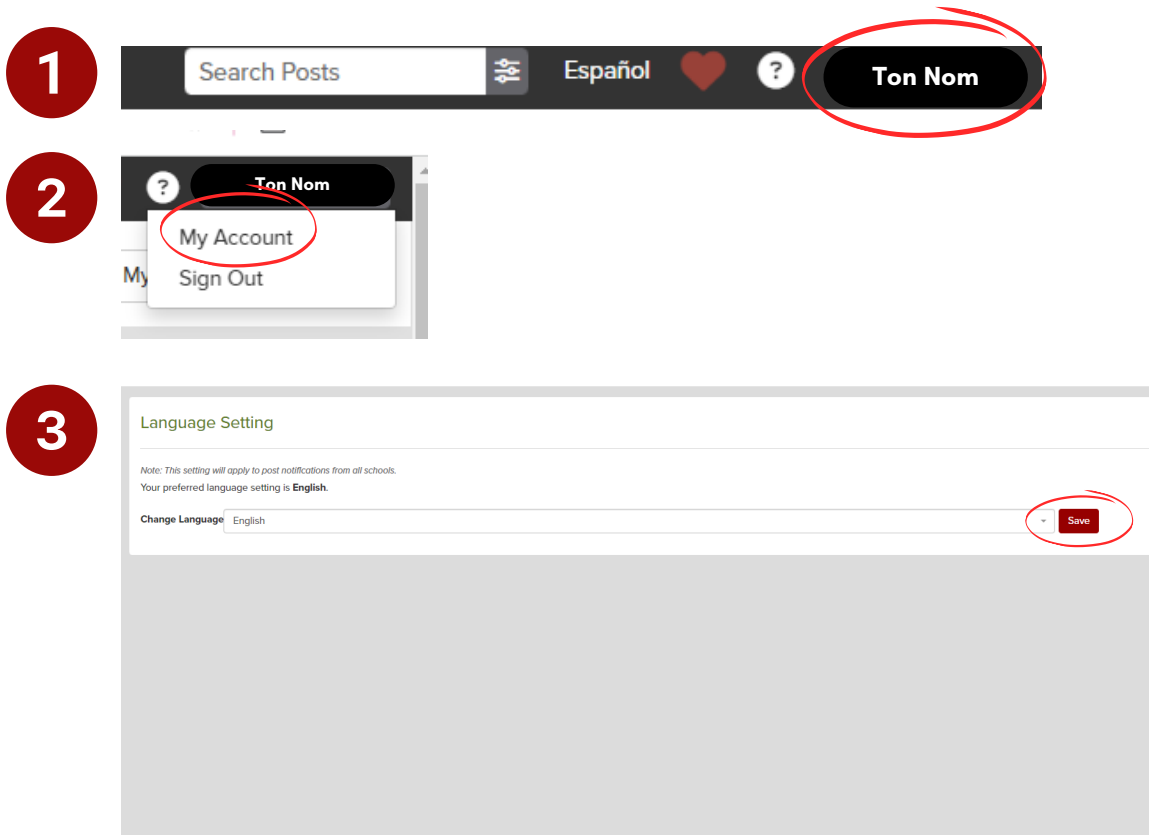 1
Search Posts
Español
?
Ton Nom
2
?
Ton Nom
My Account
My
Sign Out
3
Language Setting
Note: This setting will apply to post notifications from all schools.
Your preferred language setting is English.
Change Language English
Save